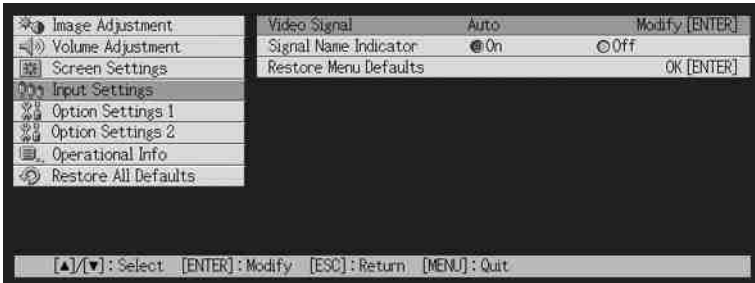 Image Adjustment
Volume Adjustment
Screen Settings
Input Settings
Option Settings 1
Option Settings 2
Operational Info
Restore All Defaults
Video Signal Auto Modify [ENTER]
Signal Name Indicator On Off
Restore Menu Defaults OK [ENTER]
[▲]/[▼]: Select [ENTER]: Modify [ESC]: Return [MENU]: Quit